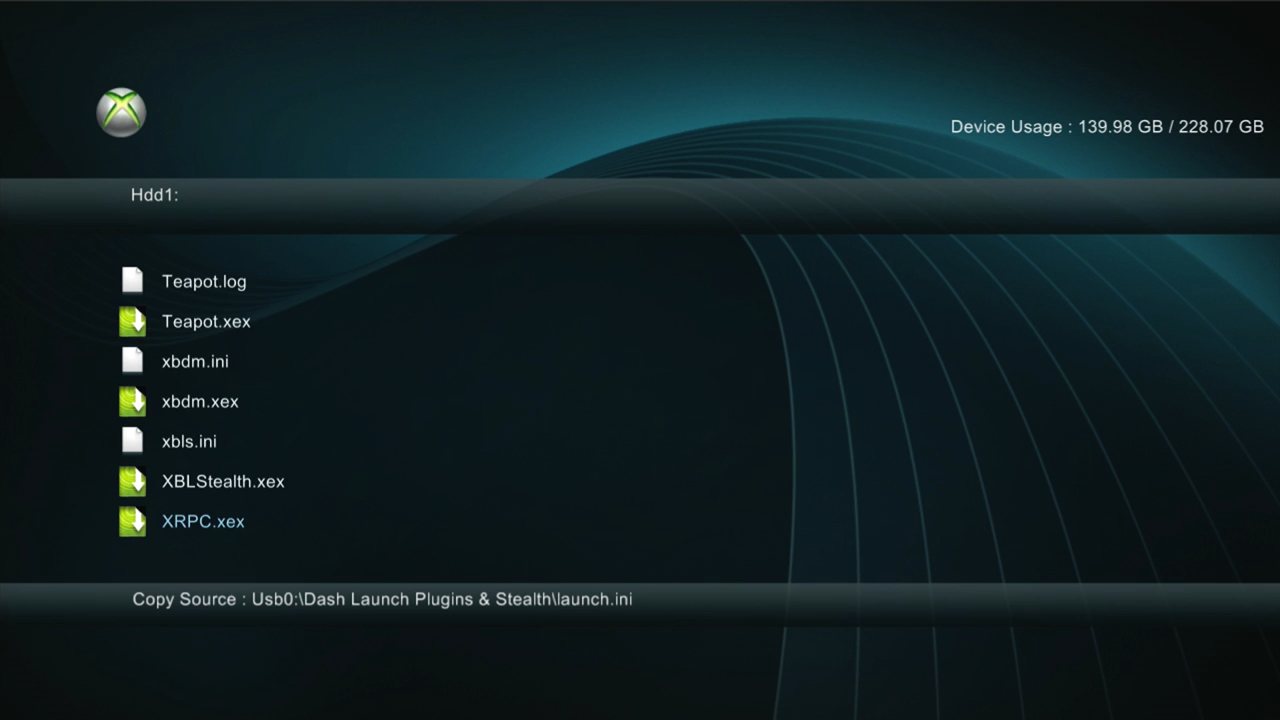 Device Usage : 139.98 GB / 228.07 GB
Hdd1:
Teapot.log
Teapot.xex
xbdm.ini
xbdm.xex
xbls.ini
XBLStealth.xex
XRPC.xex
Copy Source : Usb0:\Dash Launch Plugins & Stealth\launch.ini